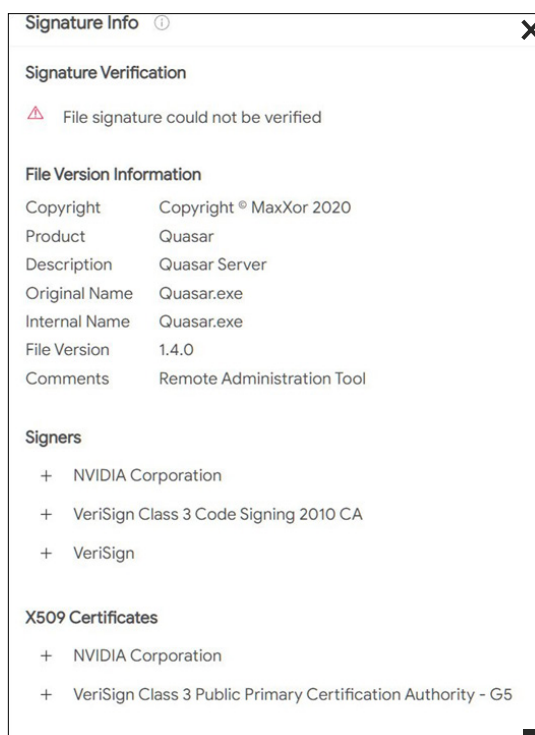 Signature Info
Signature Verification
File signature could not be verified
File Version Information
Copyright Copyright © MaxXor 2020
Product Quasar
Description Quasar Server
Original Name Quasar.exe
Internal Name Quasar.exe
File Version 1.4.0
Comments Remote Administration Tool
Signers
+ NVIDIA Corporation
+ VeriSign Class 3 Code Signing 2010 CA
+ VeriSign
X509 Certificates
+ NVIDIA Corporation
+ VeriSign Class 3 Public Primary Certification Authority - G5